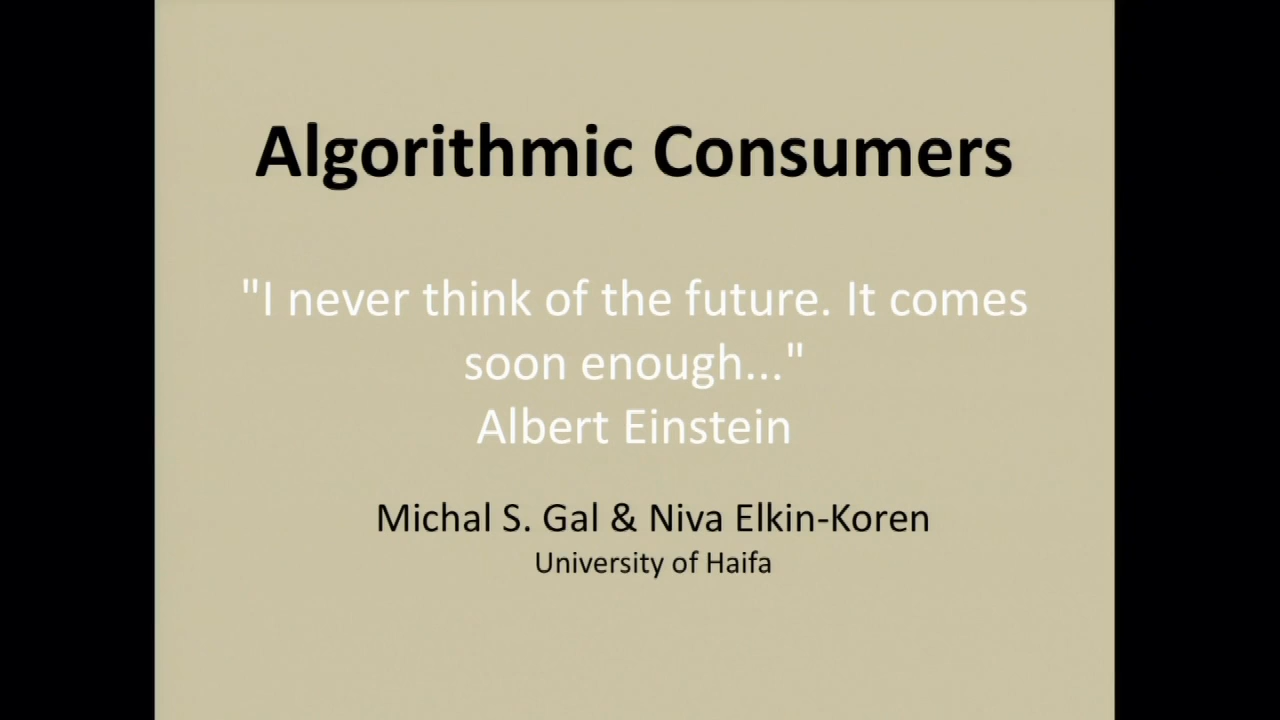 Algorithmic Consumers
"I never think of the future. It comes
soon enough..."
Albert Einstein
Michal S. Gal & Niva Elkin-Koren
University of Haifa